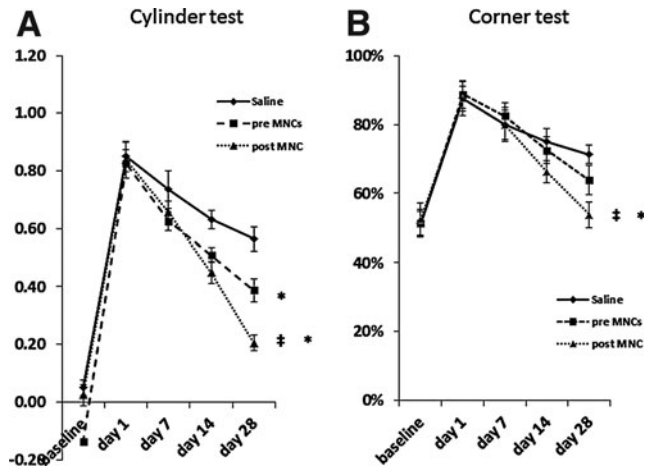 A Cylinder test
1.20
1.00
0.80
0.60
0.40
0.20
0.00
-0.20
Saline
pre MNCs
post MNC
*
‡ *
baseline
day 1
day 7
day 14
day 28
B Corner test
100%
80%
60%
40%
20%
0%
‡ *
Saline
pre MNCs
post MNC
baseline
day 1
day 7
day 14
day 28